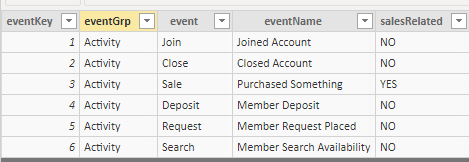 eventKey eventGrp event eventName salesRelated
1 Activity Join Joined Account NO
2 Activity Close Closed Account NO
3 Activity Sale Purchased Something YES
4 Activity Deposit Member Deposit NO
5 Activity Request Member Request Placed NO
6 Activity Search Member Search Availability NO